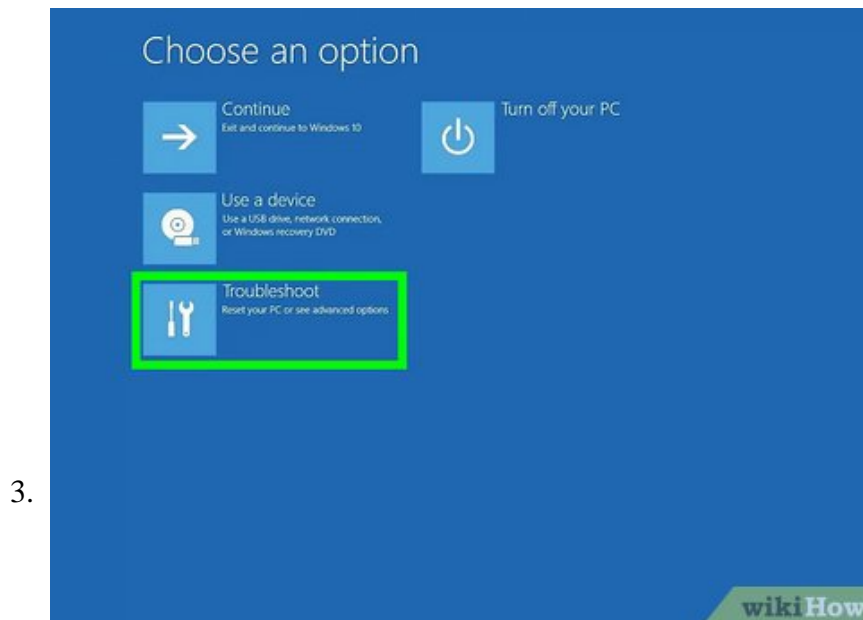 Choose an option
Continue
Exit and continue to Windows 10
Turn off your PC
Use a device
Use a USB drive, network connection,
or Windows recovery DVD
Troubleshoot
Reset your PC or see advanced options
3.
wikiHow